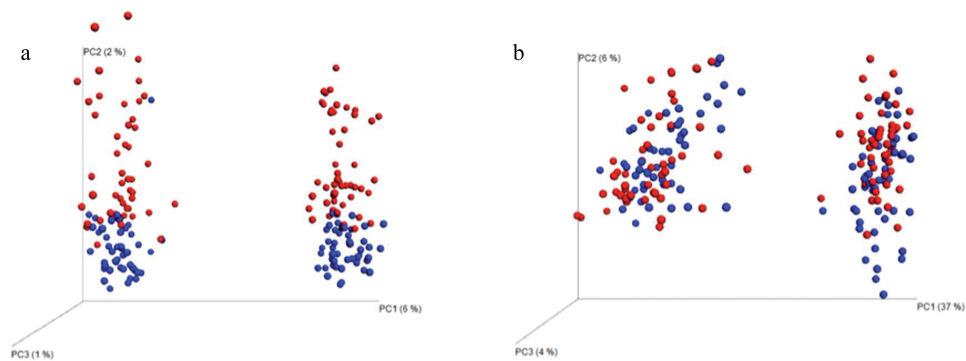 a
PC2 (2 %)
PC1 (6 %)
PC3 (1 %)
b
PC2 (6 %)
PC1 (37 %)
PC3 (4 %)